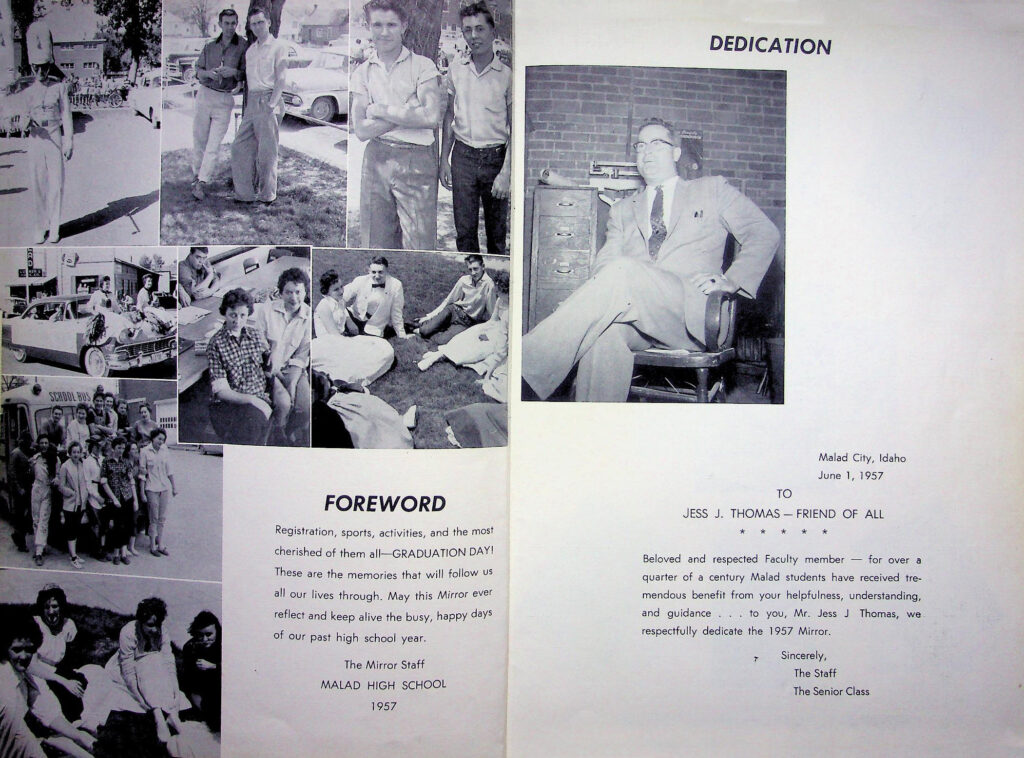 SCHOOL BUS
FOREWORD
Registration, sports, activities, and the most
cherished of them all—GRADUATION DAY!
These are the memories that will follow us
all our lives through. May this Mirror ever
reflect and keep alive the busy, happy days
of our past high school year.
The Mirror Staff
MALAD HIGH SCHOOL
1957
DEDICATION
Malad City, Idaho
June 1, 1957
TO
JESS J. THOMAS — FRIEND OF ALL
* * * * *
Beloved and respected Faculty member — for over a
quarter of a century Malad students have received tre-
mendous benefit from your helpfulness, understanding,
and guidance . . . to you, Mr. Jess J Thomas, we
respectfully dedicate the 1957 Mirror.
Sincerely,
The Staff
The Senior Class